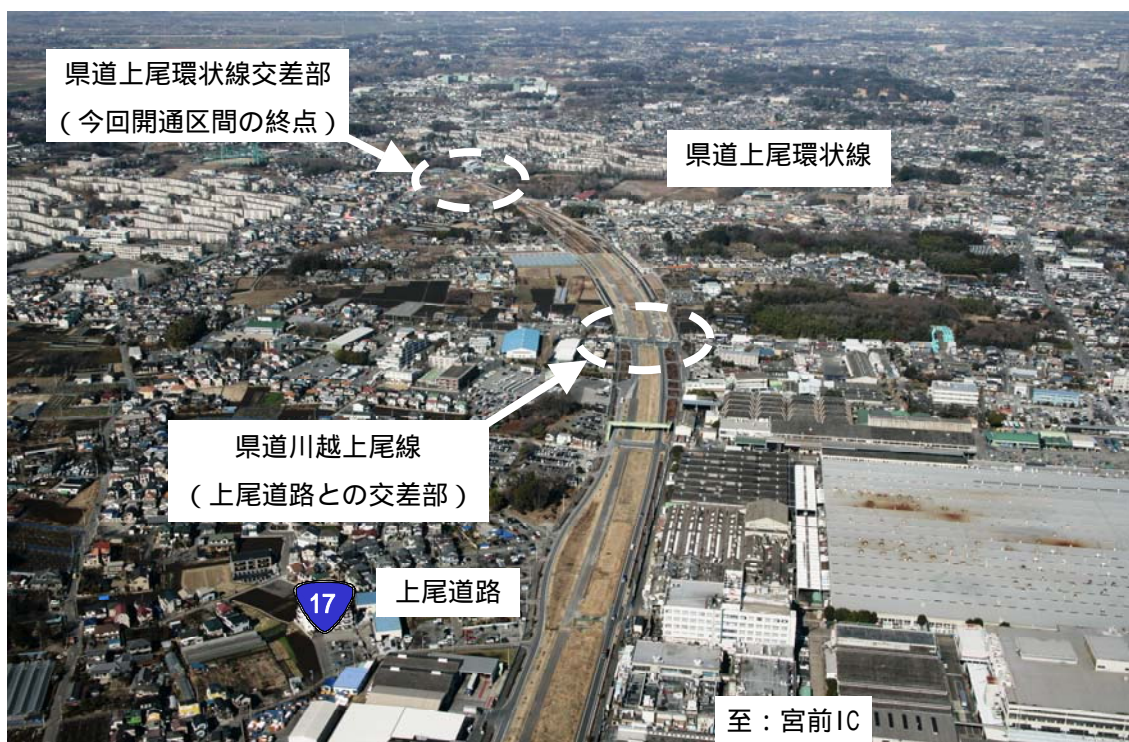 県道上尾環状線交差部
（今回開通区間の終点）
県道上尾環状線
県道川越上尾線
（上尾道路との交差部）
17
上尾道路
至：宮前IC